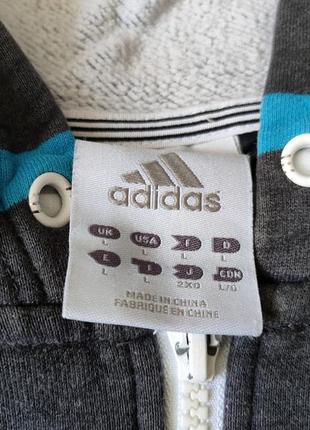 adidas
UK USA F D
L L L L
E I J CDN
L L 2XO L/G
MADE IN CHINA
FABRIQUE EN CHINE